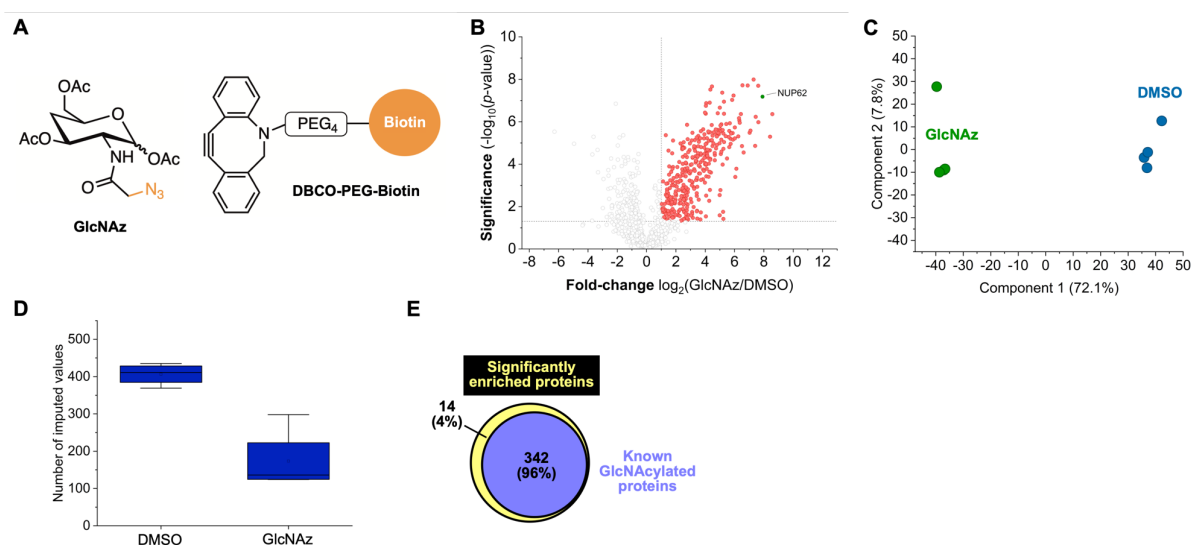 A
OAc
O
AcO
OAc
NH
O
N3
GlcNAz
N
PEG4
Biotin
DBCO-PEG-Biotin
B
Significance (-log10(p-value))
10
8
6
4
2
0
NUP62
-8 -6 -4 -2 0 2 4 6 8 10 12
Fold-change log2(GlcNAz/DMSO)
C
Component 2 (7.8%)
50
40
30
20
10
0
-10
-20
-30
-40
GlcNAz
DMSO
-40 -30 -20 -10 0 10 20 30 40 50
Component 1 (72.1%)
D
Number of imputed values
500
400
300
200
100
0
DMSO GlcNAz
E
Significantly
enriched proteins
14
(4%)
342
(96%)
Known
GlcNAcylated
proteins